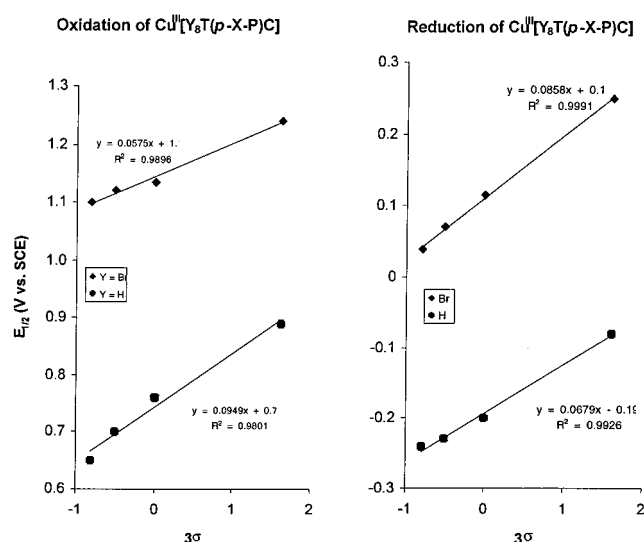 Oxidation of Cu^III[Y₈T(p-X-P)C]
1.3
1.2
1.1
1.0
0.9
0.8
0.7
0.6
-1
0
1
2
E₁/₂ (V vs. SCE)
3σ
y = 0.0575x + 1.
R² = 0.9896
Y = Br
Y = H
y = 0.0949x + 0.7
R² = 0.9801
Reduction of Cu^III[Y₈T(p-X-P)C]
0.3
0.2
0.1
0
-0.1
-0.2
-0.3
-1
0
1
2
3σ
y = 0.0858x + 0.1
R² = 0.9991
Br
H
y = 0.0679x - 0.19
R² = 0.9926